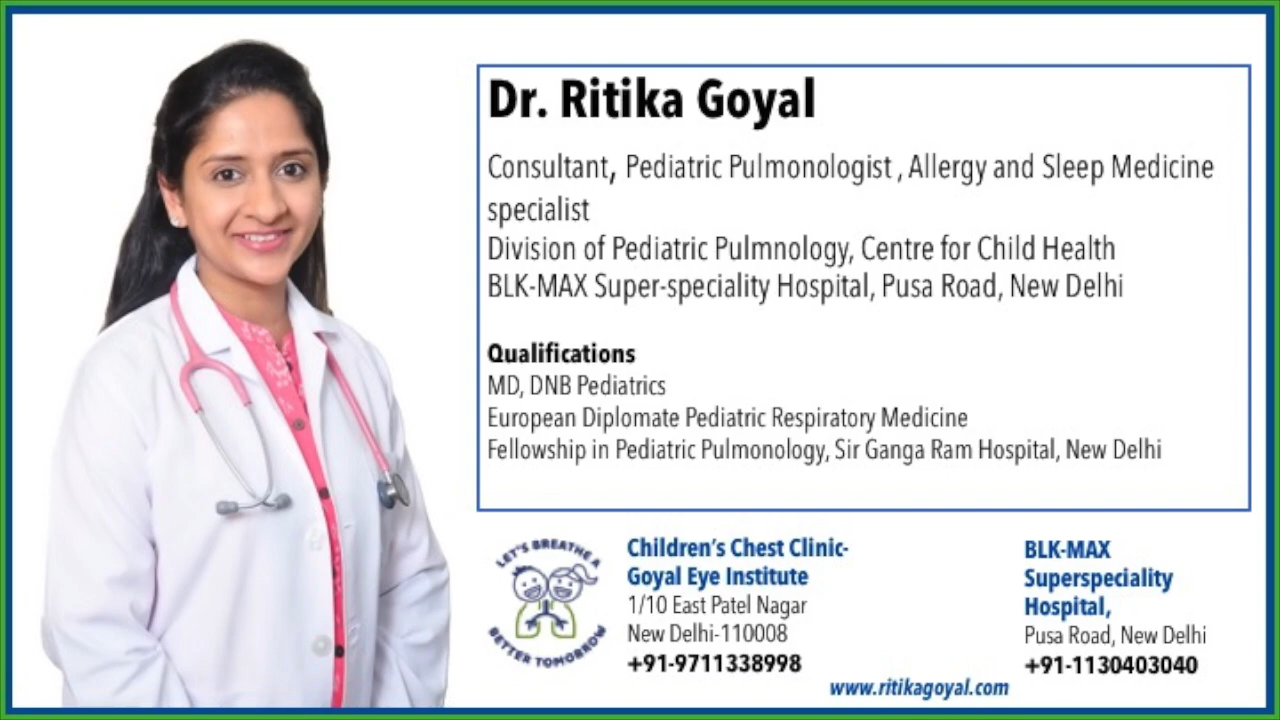 Dr. Ritika Goyal
Consultant, Pediatric Pulmonologist , Allergy and Sleep Medicine
specialist
Division of Pediatric Pulmnology, Centre for Child Health
BLK-MAX Super-speciality Hospital, Pusa Road, New Delhi
Qualifications
MD, DNB Pediatrics
European Diplomate Pediatric Respiratory Medicine
Fellowship in Pediatric Pulmonology, Sir Ganga Ram Hospital, New Delhi
LET'S BREATHE A
BETTER TOMORROW
Children's Chest Clinic-
Goyal Eye Institute
1/10 East Patel Nagar
New Delhi-110008
+91-9711338998
BLK-MAX
Superspeciality
Hospital,
Pusa Road, New Delhi
+91-1130403040
www.ritikagoyal.com